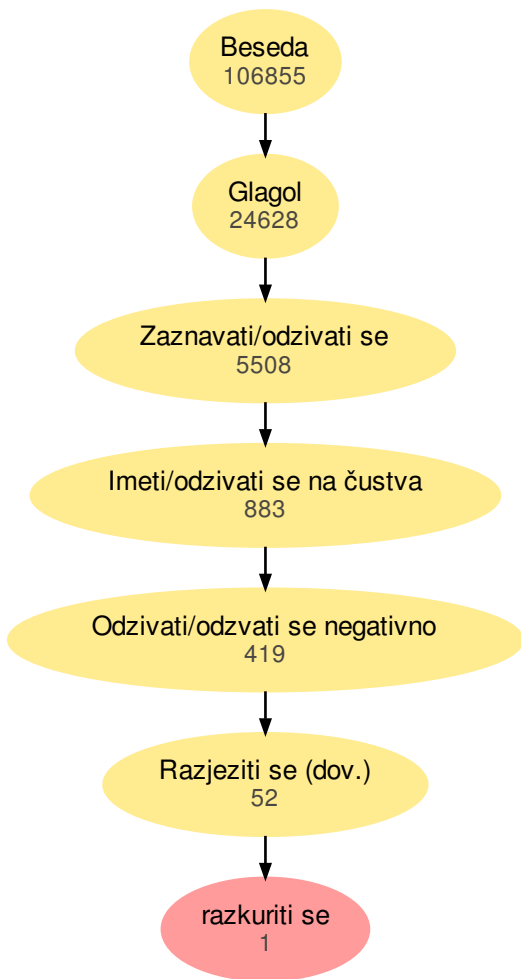 Beseda
106855
Glagol
24628
Zaznavati/odzivati se
5508
Imeti/odzivati se na čustva
883
Odzivati/odzvati se negativno
419
Razjeziti se (dov.)
52
razkuriti se
1